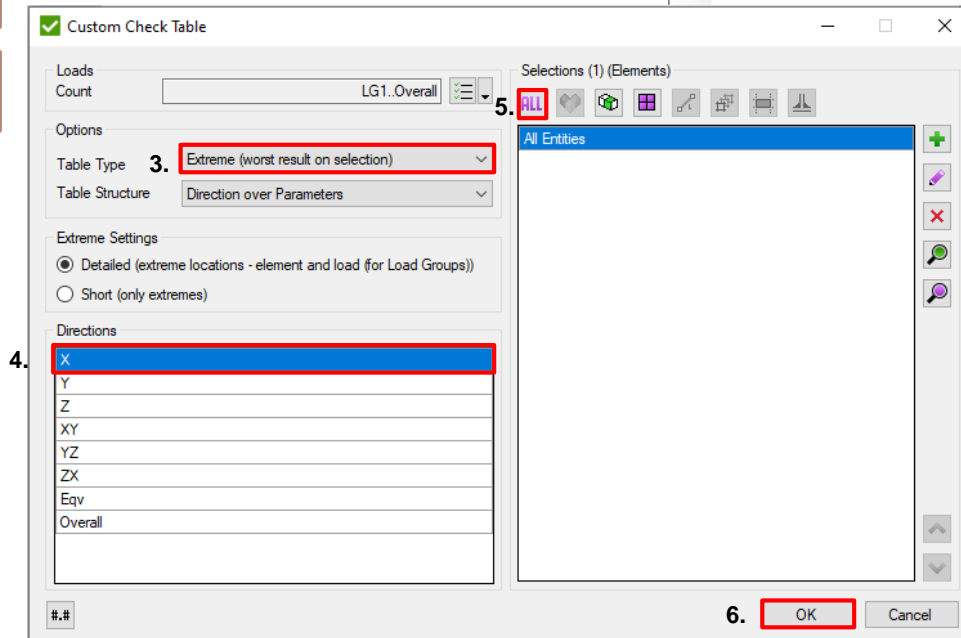 Custom Check Table
Loads
Count
LG1..Overall
Options
Table Type
3.
Extreme (worst result on selection)
Table Structure
Direction over Parameters
Extreme Settings
Detailed (extreme locations - element and load (for Load Groups))
Short (only extremes)
Directions
4.
X
Y
Z
XY
YZ
ZX
Eqv
Overall
#.#
Selections (1) (Elements)
5.
ALL
All Entities
6.
OK
Cancel